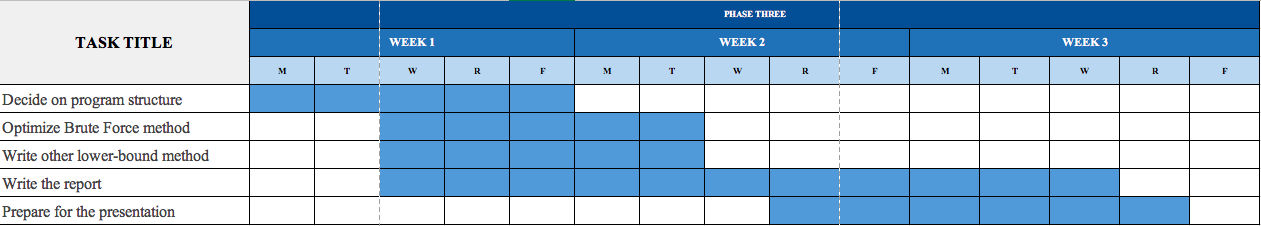 PHASE THREE
TASK TITLE
WEEK 1 WEEK 2 WEEK 3
M T W R F M T W R F M T W R F
Decide on program structure
Optimize Brute Force method
Write other lower-bound method
Write the report
Prepare for the presentation